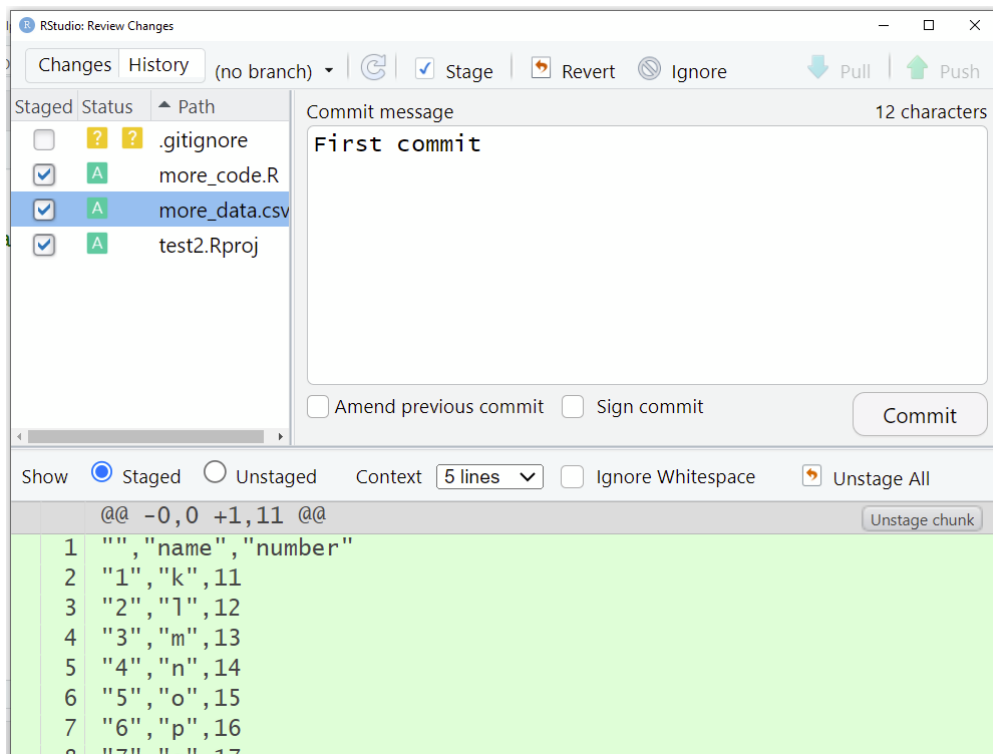 RStudio: Review Changes
Changes History (no branch) Stage Revert Ignore Pull Push
Staged Status Path
? ? .gitignore
A more_code.R
A more_data.csv
A test2.Rproj
Commit message 12 characters
First commit
Amend previous commit Sign commit Commit
Show Staged Unstaged Context 5 lines Ignore Whitespace Unstage All
@@ -0,0 +1,11 @@ Unstage chunk
1 "","name","number"
2 "1","k",11
3 "2","l",12
4 "3","m",13
5 "4","n",14
6 "5","o",15
7 "6","p",16